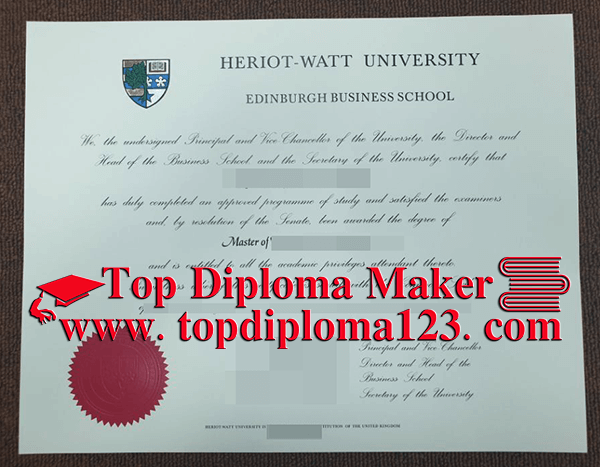 HERIOT-WATT UNIVERSITY
EDINBURGH BUSINESS SCHOOL
We, the undersigned Principal and Vice Chancellor of the University, the Director and
Head of the Business School and the Secretary of the University, certify that
has duly completed an approved programme of study and satisfied the examiners
and, by resolution of the Senate, been awarded the degree of
Master of
and is entitled to all the academic privileges attendant thereto.
Top Diploma Maker
www. topdiploma123. com
Principal and Vice Chancellor
Director and Head of the
Business School
Secretary of the University
HERIOT-WATT UNIVERSITY IS OF THE UNITED KINGDOM